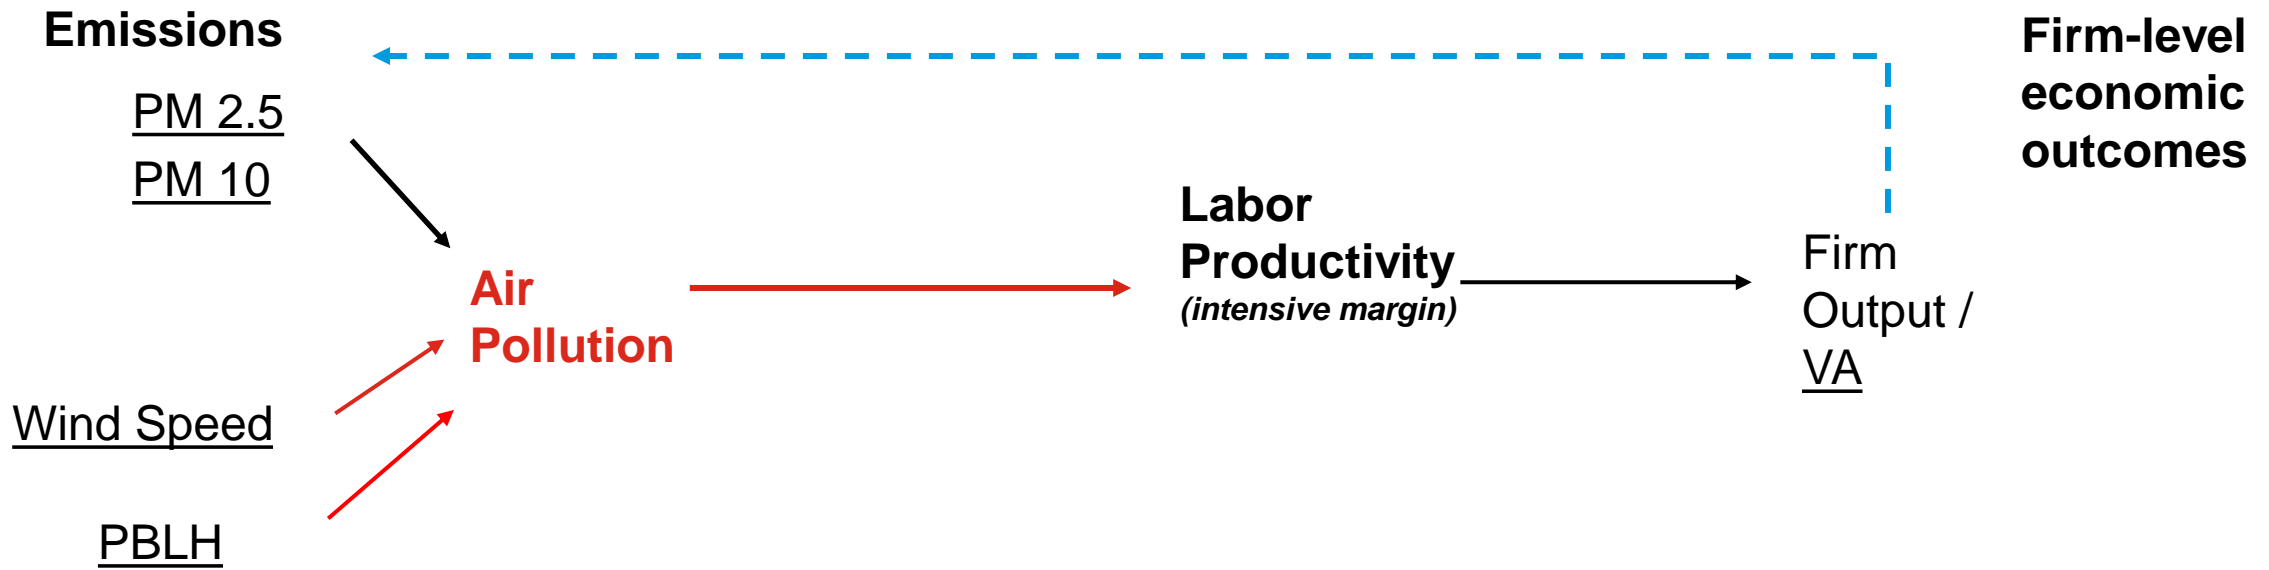 Emissions
PM 2.5
PM 10
Air
Pollution
Wind Speed
PBLH
Labor
Productivity
(intensive margin)
Firm
Output /
VA
Firm-level
economic
outcomes